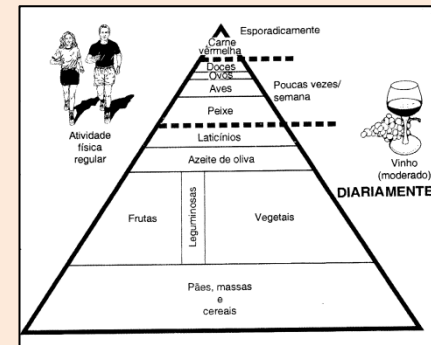 Esporadicamente
Carne
vêrmelha
Doces
Ovos
Aves
Poucas vezes/
semana
Peixe
Atividade
física
regular
Laticínios
Azeite de oliva
Vinho
(moderado)
DIARIAMENTE
Frutas
Leguminosas
Vegetais
Pães, massas
e
cereais